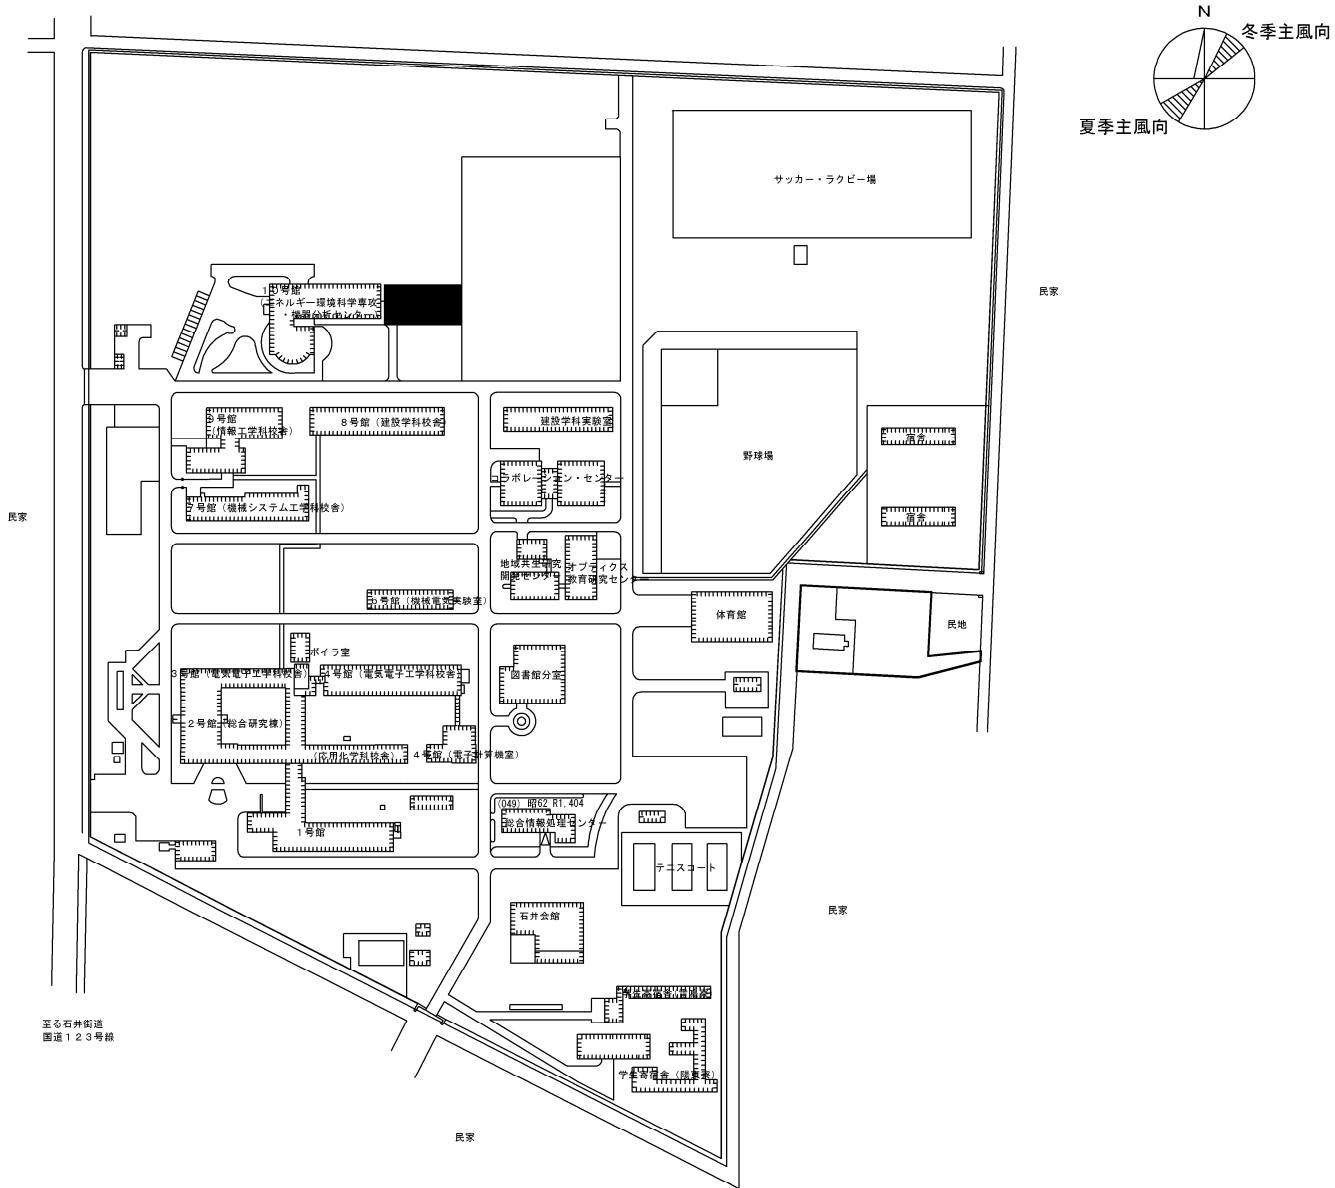 N
冬季主風向
夏季主風向
サッカー・ラクビー場
民家
１０号館
（エネルギー環境科学専攻
・機器分析センター）
９号館
（情報工学科校舎）
８号館（建設学科校舎）
建設学科実験室
野球場
宿舎
コラボレーション・センター
７号館（機械システム工学科校舎）
民家
宿舎
地域共生研究
開発センター
オプティクス
教育研究センター
６号館（機械電気実験室）
体育館
民地
ボイラ室
３号館（電気電子工学科校舎）
４号館（電気電子工学科校舎）
図書館分室
２号館（総合研究棟）
（応用化学科校舎）
４号館（電子計算機室）
(049) 昭62 R1,404
総合情報処理センター
１号館
テニスコート
石井会館
民家
至る石井街道
国道１２３号線
学生寄宿舎（陽東寮）
民家